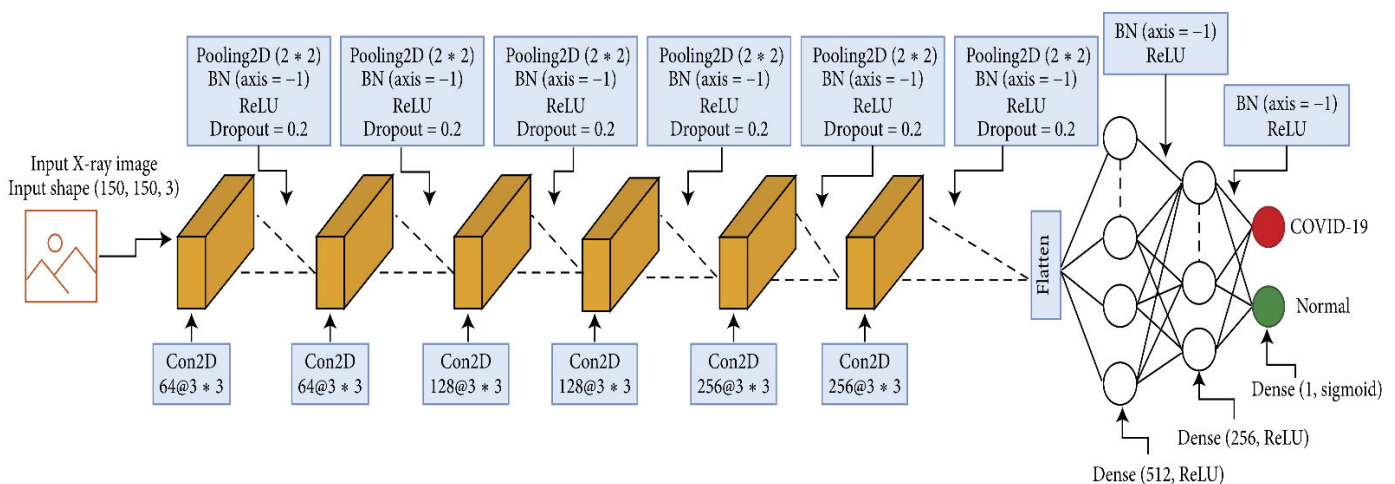 Pooling2D (2 * 2)
BN (axis = −1)
ReLU
Dropout = 0.2
Pooling2D (2 * 2)
BN (axis = −1)
ReLU
Dropout = 0.2
Pooling2D (2 * 2)
BN (axis = −1)
ReLU
Dropout = 0.2
Pooling2D (2 * 2)
BN (axis = −1)
ReLU
Dropout = 0.2
Pooling2D (2 * 2)
BN (axis = −1)
ReLU
Dropout = 0.2
Pooling2D (2 * 2)
BN (axis = −1)
ReLU
Dropout = 0.2
BN (axis = −1)
ReLU
BN (axis = −1)
ReLU
Input X-ray image
Input shape (150, 150, 3)
Flatten
COVID-19
Normal
Con2D
64@3 * 3
Con2D
64@3 * 3
Con2D
128@3 * 3
Con2D
128@3 * 3
Con2D
256@3 * 3
Con2D
256@3 * 3
Dense (1, sigmoid)
Dense (256, ReLU)
Dense (512, ReLU)